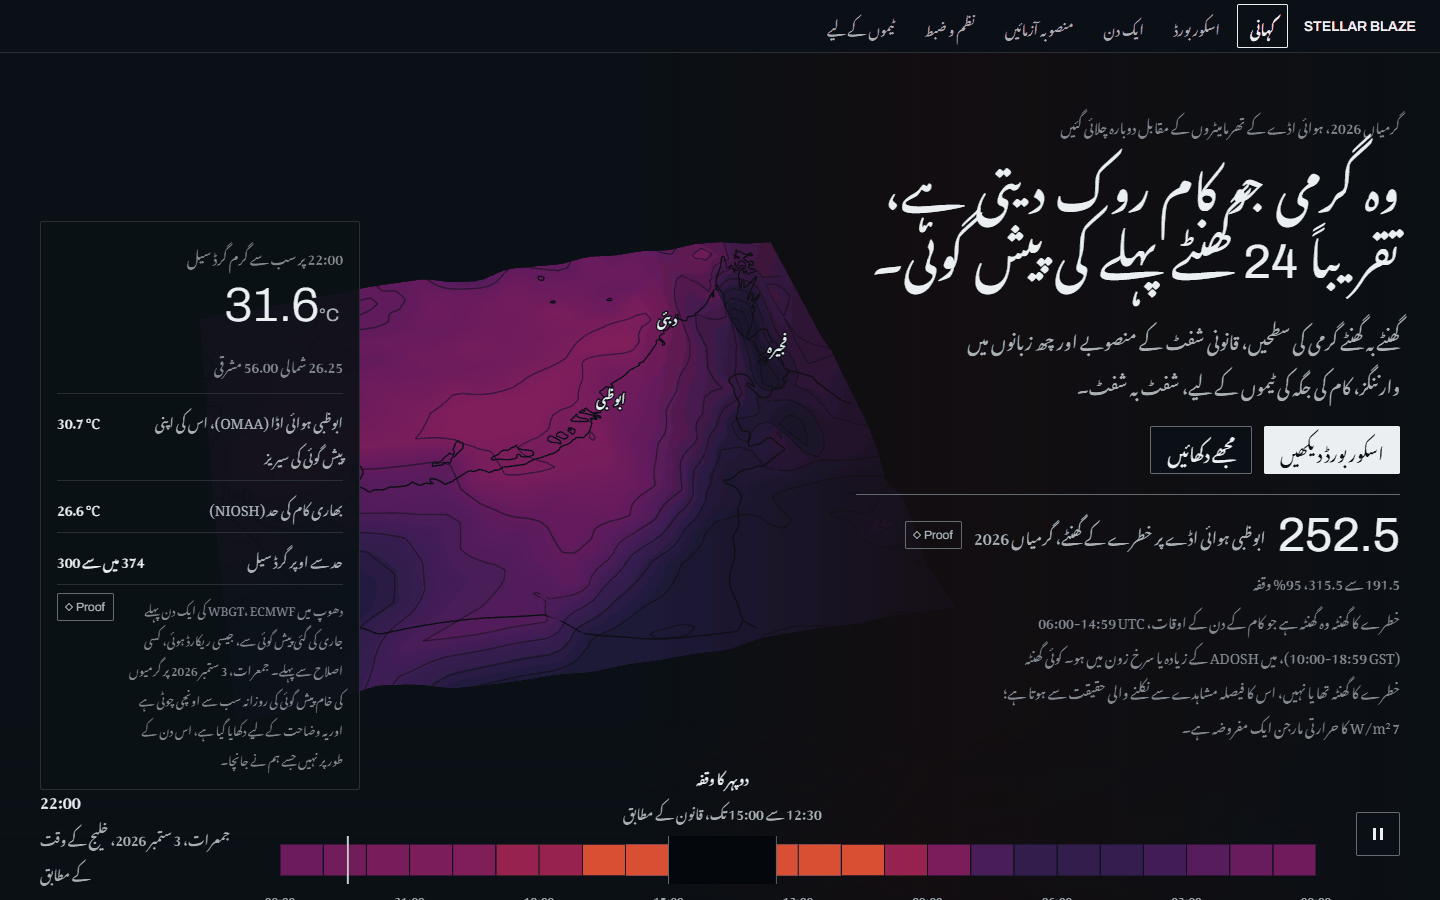 STELLAR BLAZE
کہانی
اسکور بورڈ
ایک دن
منصوبہ آزمائیں
نظم و ضبط
ٹیموں کے لیے
گرمیاں 2026، ہوائی اڈے کے تھرمامیٹروں کے مقابل دوبارہ چلائی گئیں
وہ گرمی جو کام روک دیتی ہے،
تقریباً 24 گھنٹے پہلے کی پیش گوئی۔
گھنٹے بہ گھنٹے گرمی کی سطحیں، قانونی شفٹ کے منصوبے اور چھ زبانوں میں
وارننگز، کام کی جگہ کی ٹیموں کے لیے، شفٹ بہ شفٹ۔
اسکور بورڈ دیکھیں
مجھے دکھائیں
252.5 ابوظبی ہوائی اڈے پر خطرے کے گھنٹے، گرمیاں 2026
◇ Proof
191.5 سے 315.5، 95% وقفہ
خطرے کا گھنٹہ وہ گھنٹہ ہے جو کام کے دن کے اوقات، 06:00-14:59 UTC
(10:00-18:59 GST)، میں ADOSH کے زیادہ یا سرخ زون میں ہو۔ کوئی گھنٹہ
خطرے کا گھنٹہ تھا یا نہیں، اس کا فیصلہ مشاہدے سے نکلنے والی حقیقت سے ہوتا ہے؛
7 W/m² کا حرارتی مارجن ایک مفروضہ ہے۔
دبئی
فجیرہ
ابوظبی
22:00 پر سب سے گرم گرڈ سیل
31.6°C
26.25 شمالی 56.00 مشرقی
ابوظبی ہوائی اڈا (OMAA)، اس کی اپنی
پیش گوئی کی سیریز
30.7 °C
بھاری کام کی حد (NIOSH)
26.6 °C
حد سے اوپر گرڈ سیل
374 میں سے 300
دھوپ میں WBGT، ECMWF کی ایک دن پہلے
جاری کی گئی پیش گوئی سے، جیسی ریکارڈ ہوئی، کسی
اصلاح سے پہلے۔ جمعرات، 3 ستمبر 2026 پر گرمیوں
کی خام پیش گوئی کی روزانہ سب سے اونچی چوٹی ہے
اور یہ وضاحت کے لیے دکھایا گیا ہے، اس دن کے
طور پر نہیں جسے ہم نے جانچا۔
◇ Proof
دوپہر کا وقفہ
12:30 سے 15:00 تک، قانون کے مطابق
22:00
جمعرات، 3 ستمبر 2026، خلیج کے وقت
کے مطابق